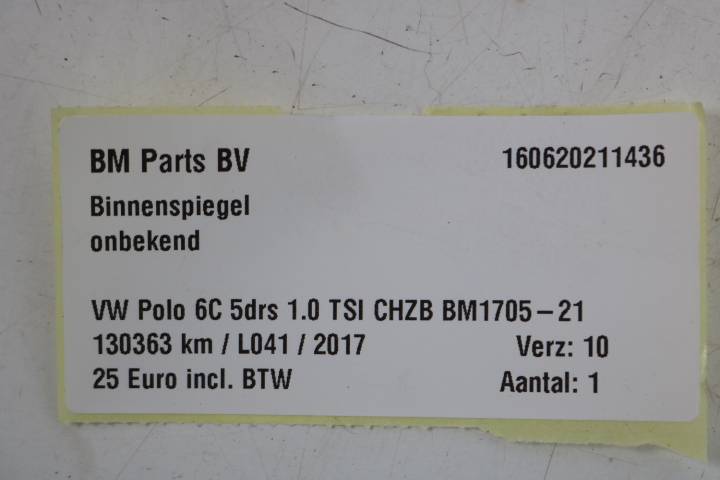 BM Parts BV 160620211436
Binnenspiegel
onbekend
VW Polo 6C 5drs 1.0 TSI CHZB BM1705-21
130363 km / L041 / 2017 Verz: 10
25 Euro incl. BTW Aantal: 1